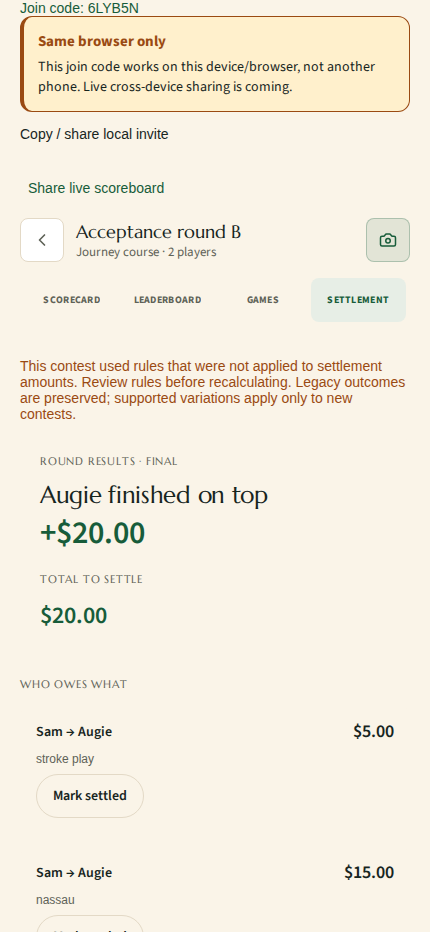 Join code: 6LYB5N
Same browser only
This join code works on this device/browser, not another
phone. Live cross-device sharing is coming.
Copy / share local invite
Share live scoreboard
Acceptance round B
Journey course · 2 players
SCORECARD
LEADERBOARD
GAMES
SETTLEMENT
This contest used rules that were not applied to settlement
amounts. Review rules before recalculating. Legacy outcomes
are preserved; supported variations apply only to new
contests.
ROUND RESULTS · FINAL
Augie finished on top
+$20.00
TOTAL TO SETTLE
$20.00
WHO OWES WHAT
Sam → Augie
$5.00
stroke play
Mark settled
Sam → Augie
$15.00
nassau